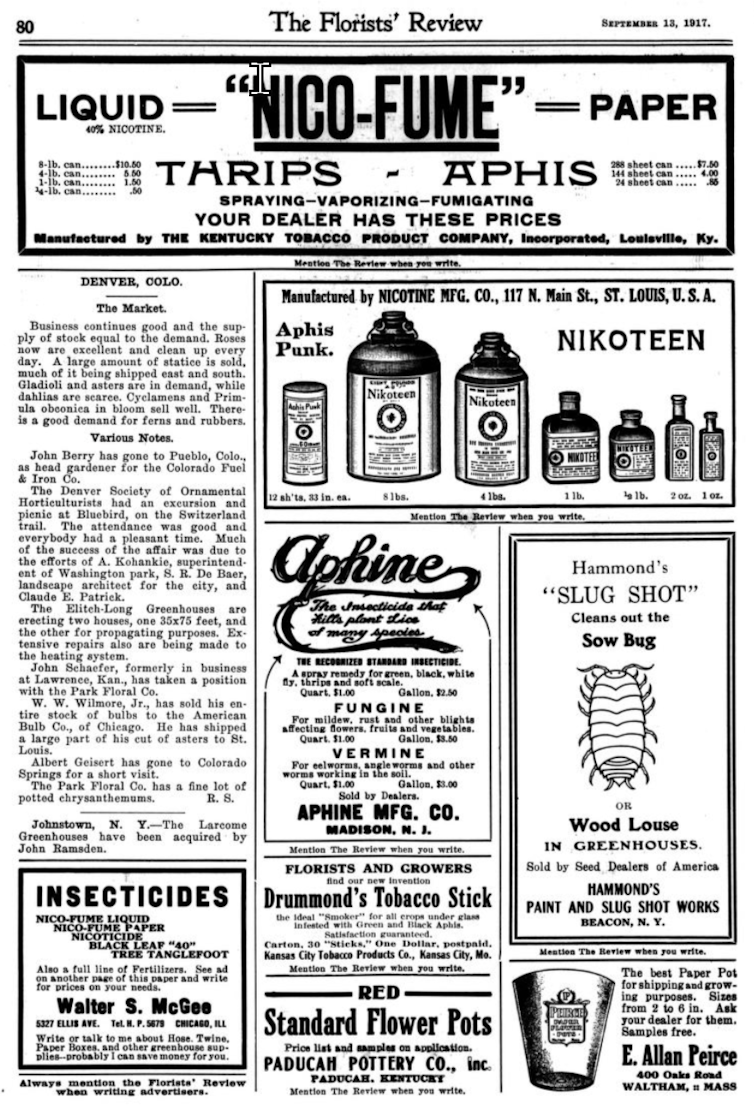 80
The Florists' Review
SEPTEMBER 13, 1917.
LIQUID
40% NICOTINE.
"NICO-FUME"
PAPER
8-lb. can........$10.50
4-lb. can........ 5.50
1-lb. can........ 1.50
¼-lb. can........ .50
THRIPS - APHIS
288 sheet can .....$7.50
144 sheet can ..... 4.00
24 sheet can ..... .85
SPRAYING—VAPORIZING—FUMIGATING
YOUR DEALER HAS THESE PRICES
Manufactured by THE KENTUCKY TOBACCO PRODUCT COMPANY, Incorporated, Louisville, Ky.
Mention The Review when you write.
DENVER, COLO.
The Market.
Business continues good and the sup-
ply of stock equal to the demand. Roses
now are excellent and clean up every
day. A large amount of statice is sold,
much of it being shipped east and south.
Gladioli and asters are in demand, while
dahlias are scarce. Cyclamens and Prim-
ula obconica in bloom sell well. There-
is a good demand for ferns and rubbers.
Various Notes.
John Berry has gone to Pueblo, Colo.,
as head gardener for the Colorado Fuel
& Iron Co.
The Denver Society of Ornamental
Horticulturists had an excursion and
picnic at Bluebird, on the Switzerland
trail. The attendance was good and
everybody had a pleasant time. Much
of the success of the affair was due to
the efforts of A. Kohankie, superintend-
ent of Washington park, S. R. De Baer,
landscape architect for the city, and
Claude E. Patrick.
The Elitch-Long Greenhouses are
erecting two houses, one 35x75 feet, and
the other for propagating purposes. Ex-
tensive repairs also are being made to
the heating system.
John Schaefer, formerly in business
at Lawrence, Kan., has taken a position
with the Park Floral Co.
W. W. Wilmore, Jr., has sold his en-
tire stock of bulbs to the American
Bulb Co., of Chicago. He has shipped
a large part of his cut of asters to St.
Louis.
Albert Geisert has gone to Colorado
Springs for a short visit.
The Park Floral Co. has a fine lot of
potted chrysanthemums. R. S.
Johnstown, N. Y.—The Larcome
Greenhouses have been acquired by
John Ramsden.
INSECTICIDES
NICO-FUME LIQUID
NICO-FUME PAPER
NICOTICIDE
BLACK LEAF "40"
TREE TANGLEFOOT
Also a full line of Fertilizers. See ad
on another page of this paper and write
for prices on your needs.
Walter S. McGee
5327 ELLIS AVE. Tel. H. P. 5679 CHICAGO, ILL
Write or talk to me about Hose, Twine,
Paper Boxes, and other greenhouse sup-
plies—probably I can save money for you.
Always mention the Florists' Review
when writing advertisers.
Manufactured by NICOTINE MFG. CO., 117 N. Main St., ST. LOUIS, U. S. A.
Aphis
Punk.
NIKOTEEN
Aphis Punk
Nikoteen
Nikoteen
NIKOTEEN
NIKOTEEN
12 sh'ts, 33 in. ea.
8 lbs.
4 lbs.
1 lb.
½ lb.
2 oz.
1 oz.
Mention The Review when you write.
Aphine
The Insecticide that
kills plant Lice
of many species
THE RECOGNIZED STANDARD INSECTICIDE.
A spray remedy for green, black, white
fly, thrips and soft scale.
Quart, $1.00 Gallon, $2.50
FUNGINE
For mildew, rust and other blights
affecting flowers, fruits and vegetables.
Quart, $1.00 Gallon, $3.50
VERMINE
For eelworms, angleworms and other
worms working in the soil.
Quart, $1.00 Gallon, $3.00
Sold by Dealers.
APHINE MFG. CO.
MADISON, N. J.
Mention The Review when you write.
FLORISTS AND GROWERS
find our new invention
Drummond's Tobacco Stick
the ideal "Smoker" for all crops under glass
infested with Green and Black Aphis.
Satisfaction guaranteed.
Carton, 30 "Sticks," One Dollar, postpaid.
Kansas City Tobacco Products Co., Kansas City, Mo.
Mention The Review when you write.
RED
Standard Flower Pots
Price list and samples on application.
PADUCAH POTTERY CO., inc.
PADUCAH, KENTUCKY
Mention The Review when you write.
Hammond's
"SLUG SHOT"
Cleans out the
Sow Bug
OR
Wood Louse
IN GREENHOUSES.
Sold by Seed Dealers of America
HAMMOND'S
PAINT AND SLUG SHOT WORKS
BEACON, N. Y.
Mention The Review when you write.
PEIRCE
PAPER
FLOWER
POTS
The best Paper Pot
for shipping and grow-
ing purposes. Sizes
from 2 to 6 in. Ask
your dealer for them.
Samples free.
E. Allan Peirce
400 Oaks Road
WALTHAM, :: MASS